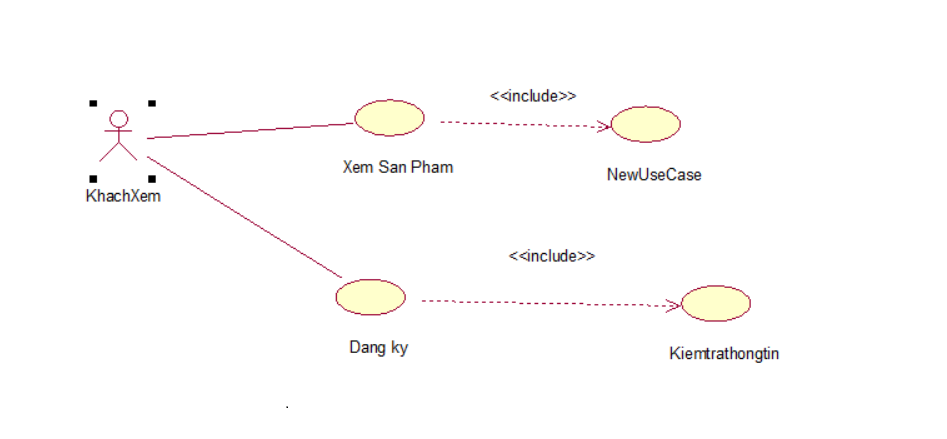 <<include>>
Xem San Pham
NewUseCase
KhachXem
<<include>>
Dang ky
Kiemtrathongtin